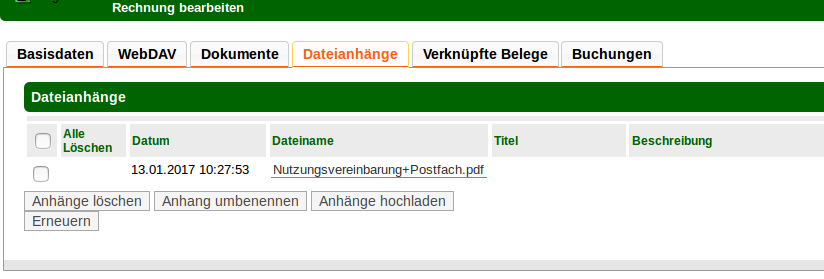 Rechnung bearbeiten
Basisdaten WebDAV Dokumente Dateianhänge Verknüpfte Belege Buchungen
Dateianhänge
Alle Löschen Datum Dateiname Titel Beschreibung
13.01.2017 10:27:53 Nutzungsvereinbarung+Postfach.pdf
Anhänge löschen Anhang umbenennen Anhänge hochladen
Erneuern